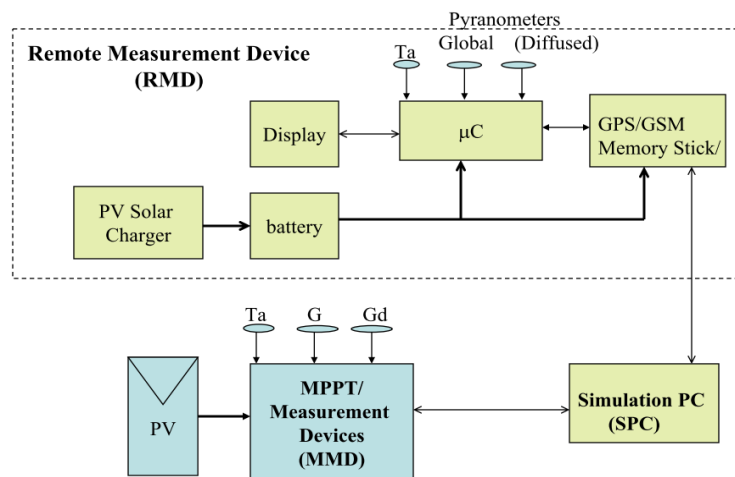 Pyranometers
Remote Measurement Device
(RMD)
Ta
Global
(Diffused)
Display
μC
GPS/GSM
Memory Stick/
PV Solar
Charger
battery
Ta
G
Gd
PV
MPPT/
Measurement
Devices
(MMD)
Simulation PC
(SPC)